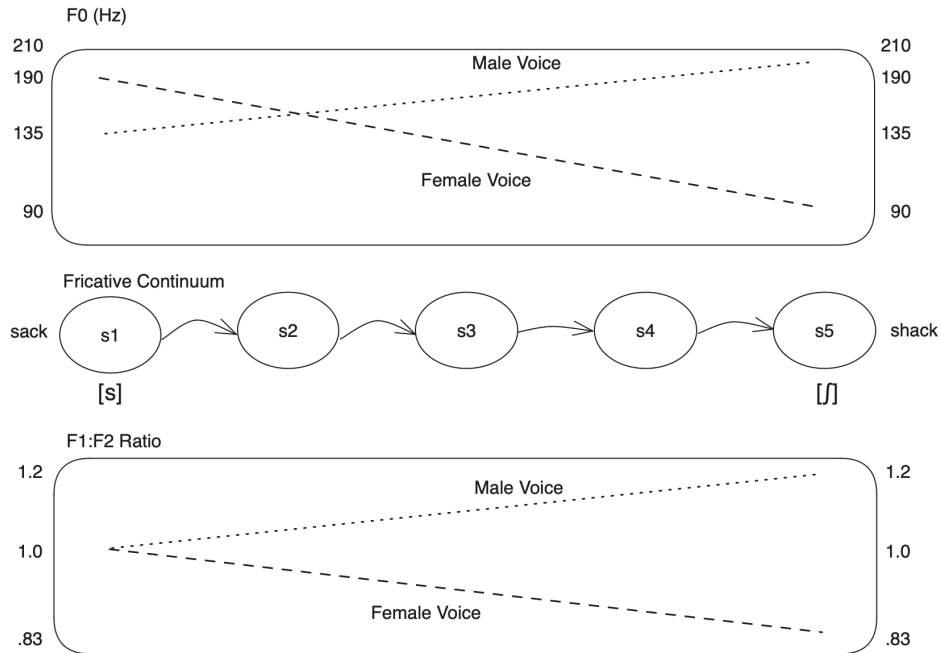 F0 (Hz)
210 210
190 Male Voice 190
135 135
Female Voice
90 90
Fricative Continuum
sack s1 s2 s3 s4 s5 shack
[s] [ʃ]
F1:F2 Ratio
1.2 1.2
Male Voice
1.0 1.0
Female Voice
.83 .83